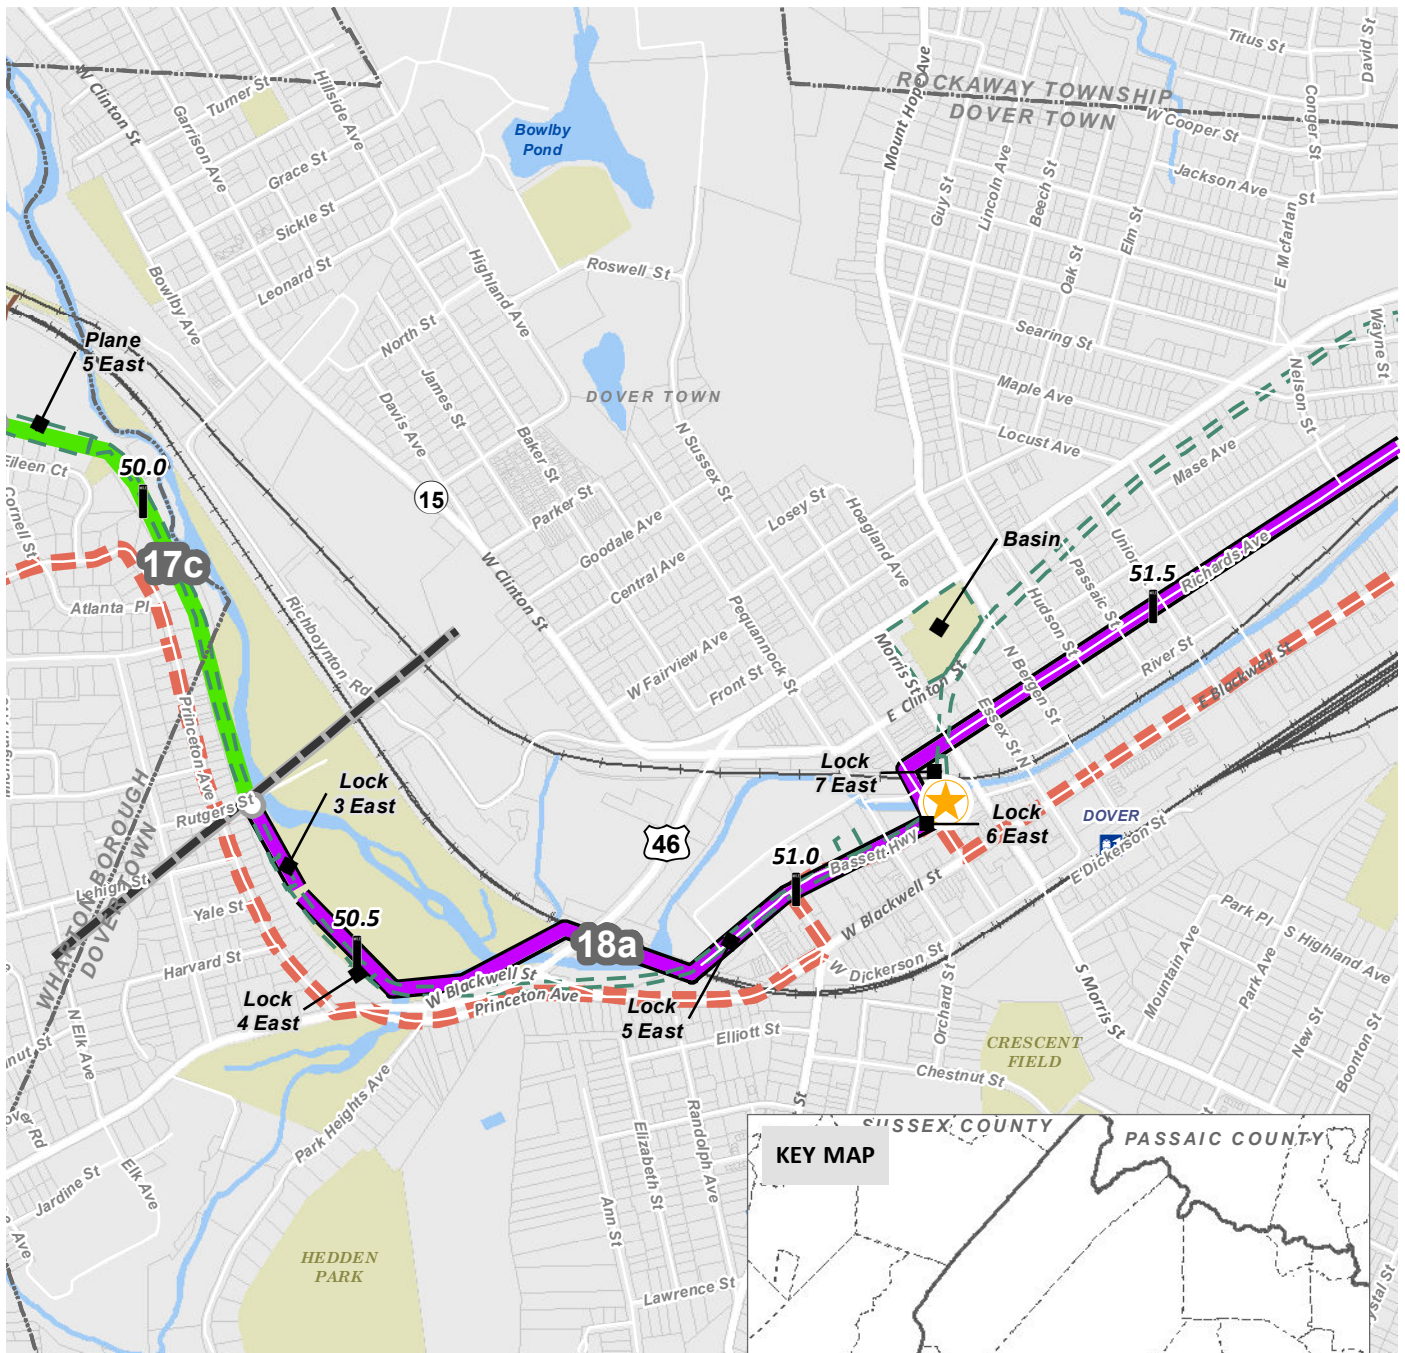 Titus St
David St
W Clinton St
Turner St
Hillside Ave
Garrison Ave
ROCKAWAY TOWNSHIP
DOVER TOWN
Mount Hope Ave
W Cooper St
Conger St
Bowlby
Pond
Grace St
Jackson Ave
St
Sickle St
Guy St
Lincoln Ave
Beech St
Elm St
E Mcfarlan
Leonard St
Bowlby Ave
Highland Ave
Roswell St
Oak St
North St
Searing St
Wayne St
Plane
5 East
James St
Davis Ave
DOVER TOWN
Maple Ave
Nelson St
Baker St
N Sussex St
Locust Ave
Mase Ave
Eileen Ct
50.0
Cornell St
15
Parker St
Losey St
Hoagland Ave
Goodale Ave
Basin
Union
17c
W Clinton St
Central Ave
Passaic St
51.5
Richards Ave
Atlanta Pl
Richboynton Rd
Pequannock St
Hudson St
W Fairview Ave
Front St
Morris St
N Bergen St
River St
E Clinton St
E Blackwell St
Princeton Ave
Essex St
N
WHARTON BOROUGH
DOVER TOWN
Lock
3 East
Lock
7 East
Rutgers St
46
Lock
6 East
DOVER
51.0
Bassett Hwy
E Dickerson St
Lehigh St
Yale St
50.5
W Blackwell St
Park Pl
S Highland Ave
18a
Harvard St
W Dickerson St
Mountain Ave
Park Ave
Lock
4 East
W Blackwell St
Princeton Ave
Lock
5 East
Orchard St
S Morris St
N Elk Ave
Elliott St
New St
Boonton St
CRESCENT
FIELD
Chestnut St
Park Heights Ave
St
Randolph Ave
Elizabeth St
SUSSEX COUNTY
PASSAIC COUNTY
KEY MAP
Elk Ave
Jardine St
Ann St
HEDDEN
PARK
Lawrence St